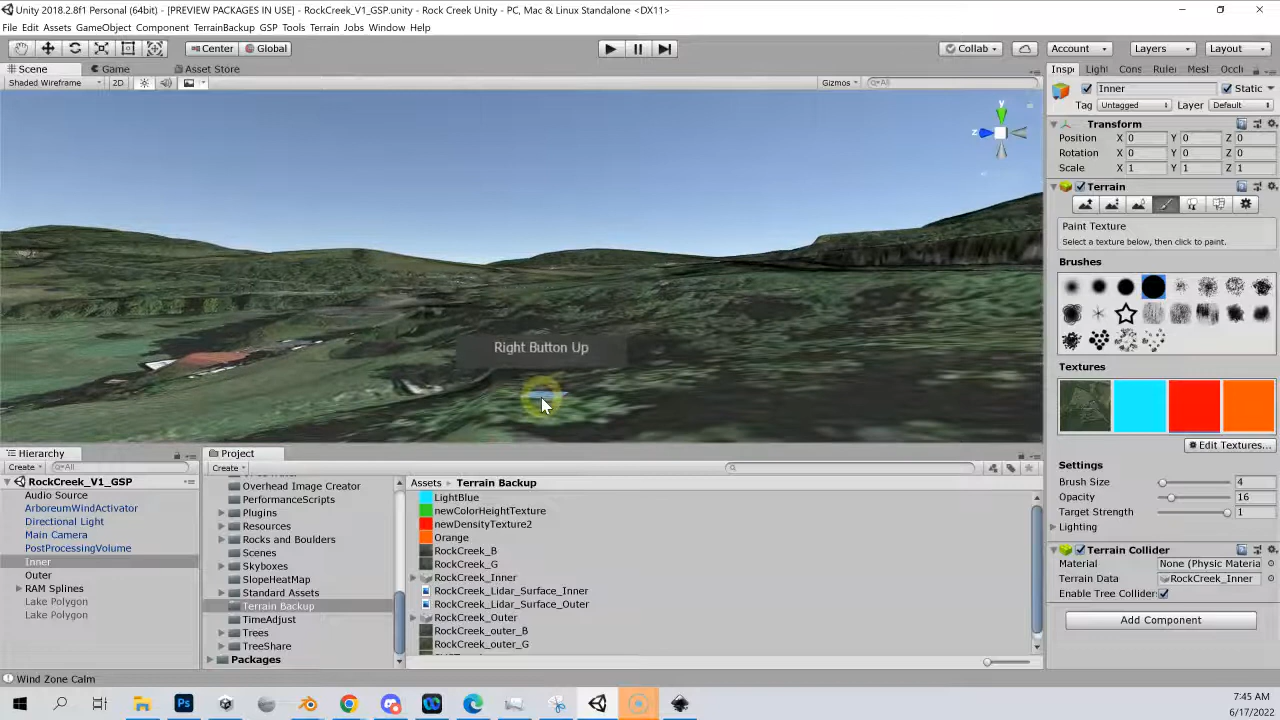 Unity 2018.2.8f1 Personal (64bit) - [PREVIEW PACKAGES IN USE] - RockCreek_V1_GSP.unity - Rock Creek Unity - PC, Mac & Linux Standalone <DX11>
File Edit Assets GameObject Component TerrainBackup GSP Tools Terrain Jobs Window Help
Center Global Collab Account Layers Layout
Scene Game Asset Store
Shaded Wireframe 2D Gizmos All
y
z
Right Button Up
Inspe Light Cons Rulei Mesh Occlu
Inner Static
Tag Untagged Layer Default
Transform
Position X 0 Y 0 Z 0
Rotation X 0 Y 0 Z 0
Scale X 1 Y 1 Z 1
Terrain
Paint Texture
Select a texture below, then click to paint.
Brushes
Textures
Edit Textures...
Settings
Brush Size 4
Opacity 16
Target Strength 1
Lighting
Terrain Collider
Material None (Physic Materia
Terrain Data RockCreek_Inner
Enable Tree Collider
Add Component
Hierarchy
Create All
RockCreek_V1_GSP
Audio Source
ArboreumWindActivator
Directional Light
Main Camera
PostProcessingVolume
Inner
Outer
RAM Splines
Lake Polygon
Lake Polygon
Project
Create
Overhead Image Creator
PerformanceScripts
Plugins
Resources
Rocks and Boulders
Scenes
Skyboxes
SlopeHeatMap
Standard Assets
Terrain Backup
TimeAdjust
Trees
TreeShare
Packages
Assets Terrain Backup
LightBlue
newColorHeightTexture
newDensityTexture2
Orange
RockCreek_B
RockCreek_G
RockCreek_Inner
RockCreek_Lidar_Surface_Inner
RockCreek_Lidar_Surface_Outer
RockCreek_Outer
RockCreek_outer_B
RockCreek_outer_G
Wind Zone Calm
Ps
7:45 AM
6/17/2022